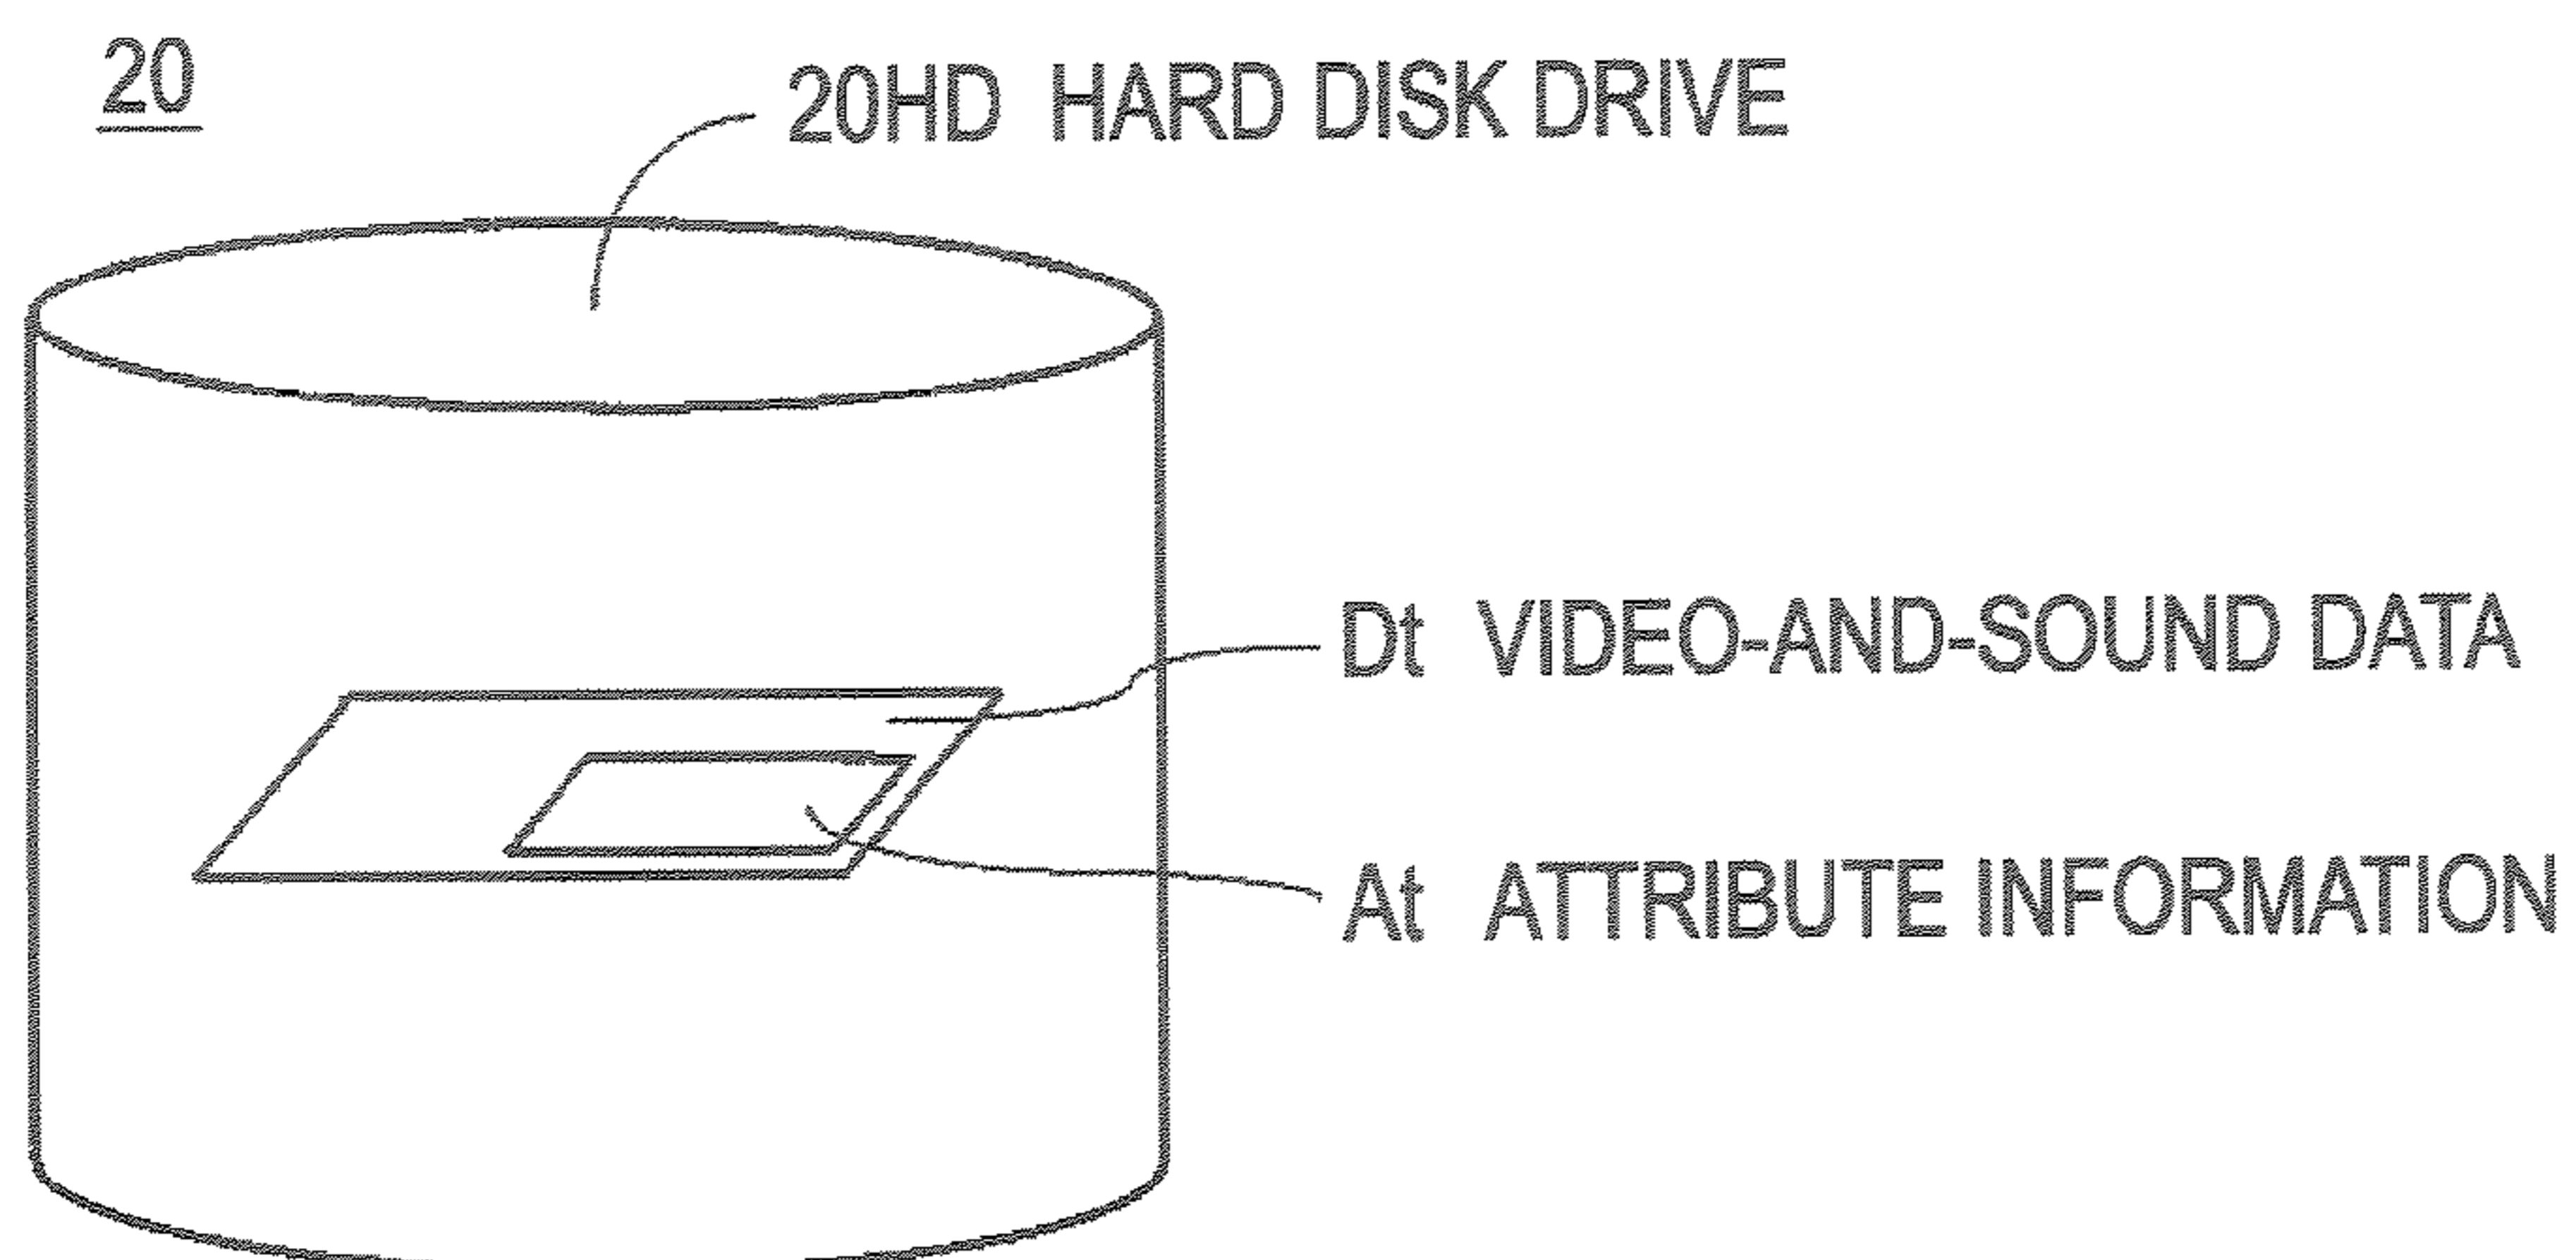 20
20HD HARD DISK DRIVE
Dt VIDEO-AND-SOUND DATA
At ATTRIBUTE INFORMATION